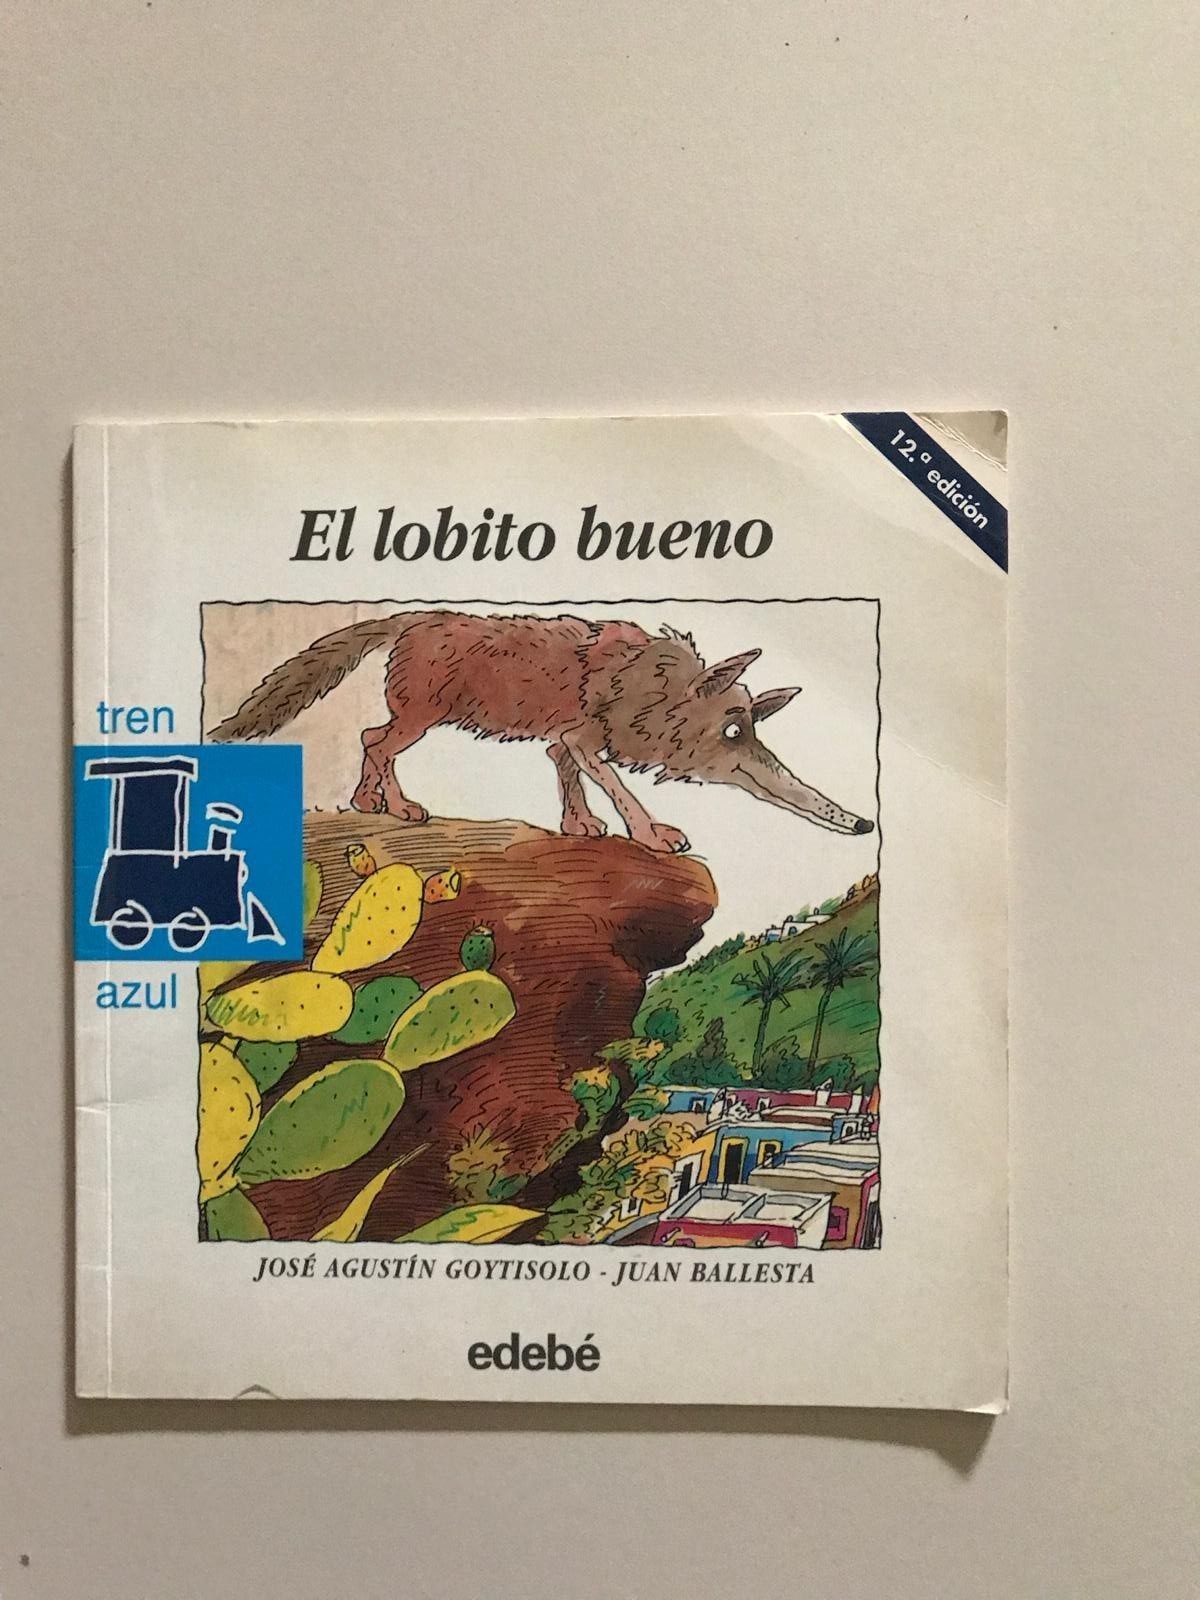 12.ª edición
El lobito bueno
tren
azul
JOSÉ AGUSTÍN GOYTISOLO - JUAN BALLESTA
edebé